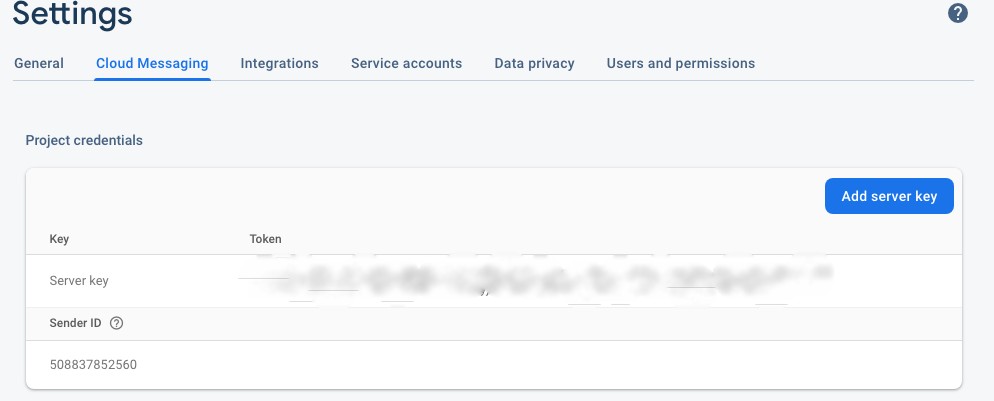 Settings
General Cloud Messaging Integrations Service accounts Data privacy Users and permissions
Project credentials
Add server key
Key Token
Server key
Sender ID
508837852560